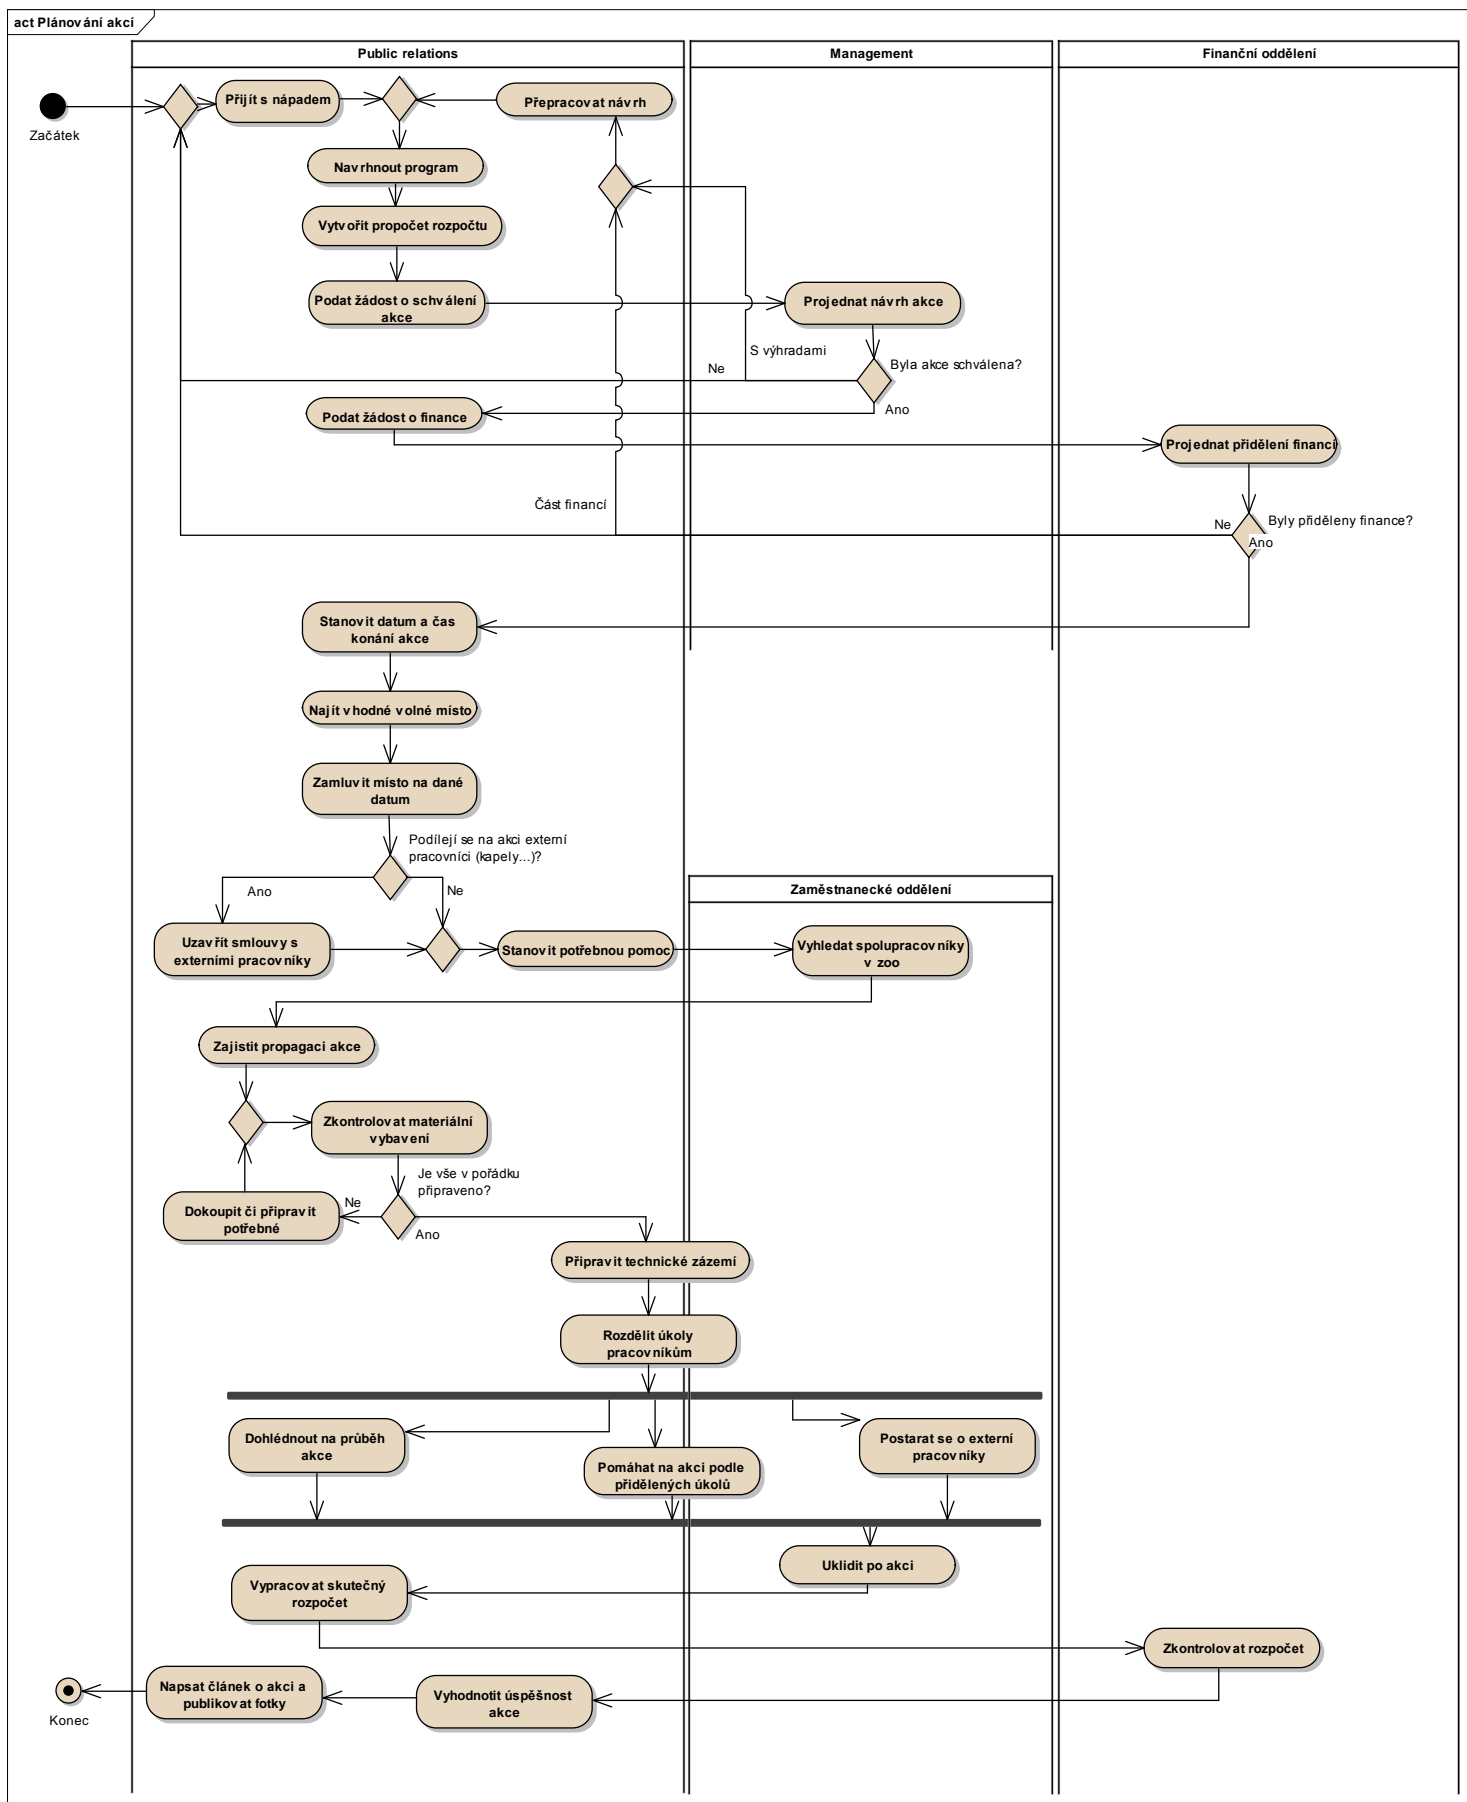 act Plánování akcí
Public relations
Management
Finanční oddělení
Začátek
Přijít s nápadem
Přepracovat návrh
Navrhnout program
Vytvořit propočet rozpočtu
Podat žádost o schválení
akce
Projednat návrh akce
S výhradami
Byla akce schválena?
Ne
Ano
Podat žádost o finance
Projednat přidělení financí
Část financí
Ne
Byly přiděleny finance?
Ano
Stanovit datum a čas
konání akce
Najít vhodné volné místo
Zamluvit místo na dané
datum
Podílejí se na akci externí
pracovníci (kapely...)?
Ano
Ne
Zaměstnanecké oddělení
Uzavřít smlouvy s
externími pracovníky
Stanovit potřebnou pomoc
Vyhledat spolupracovníky
v zoo
Zajistit propagaci akce
Zkontrolovat materiální
vybavení
Je vše v pořádku
připraveno?
Dokoupit či připravit
potřebné
Ne
Ano
Připravit technické zázemí
Rozdělit úkoly
pracovníkům
Dohlédnout na průběh
akce
Pomáhat na akci podle
přidělených úkolů
Postarat se o externí
pracovníky
Uklidit po akci
Vypracovat skutečný
rozpočet
Zkontrolovat rozpočet
Napsat článek o akci a
publikovat fotky
Vyhodnotit úspěšnost
akce
Konec